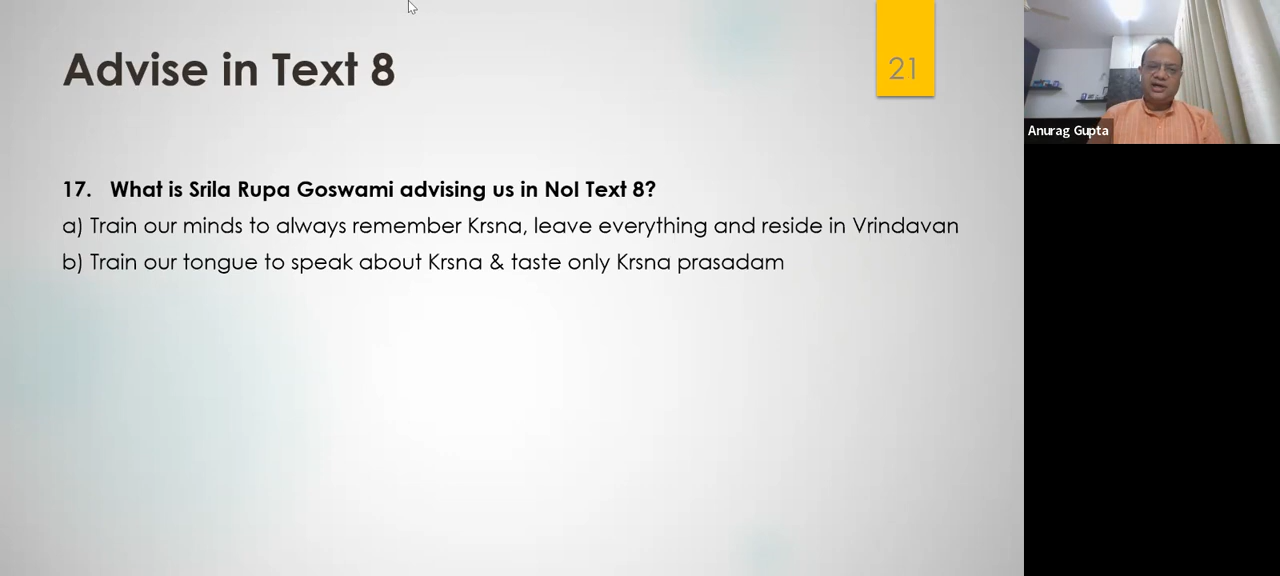 Advise in Text 8
21
Anurag Gupta
17. What is Srila Rupa Goswami advising us in NoI Text 8?
a) Train our minds to always remember Krsna, leave everything and reside in Vrindavan
b) Train our tongue to speak about Krsna & taste only Krsna prasadam